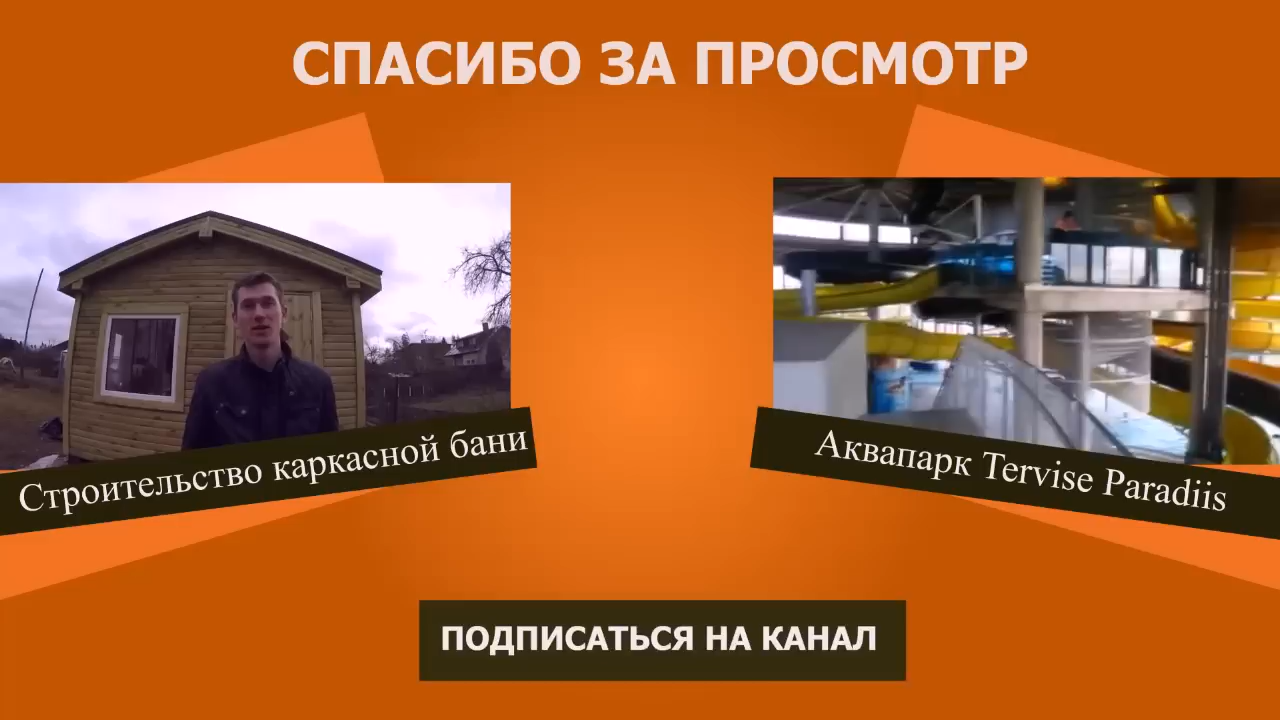 СПАСИБО ЗА ПРОСМОТР
Строительство каркасной бани
Аквапарк Tervise Paradiis
ПОДПИСАТЬСЯ НА КАНАЛ